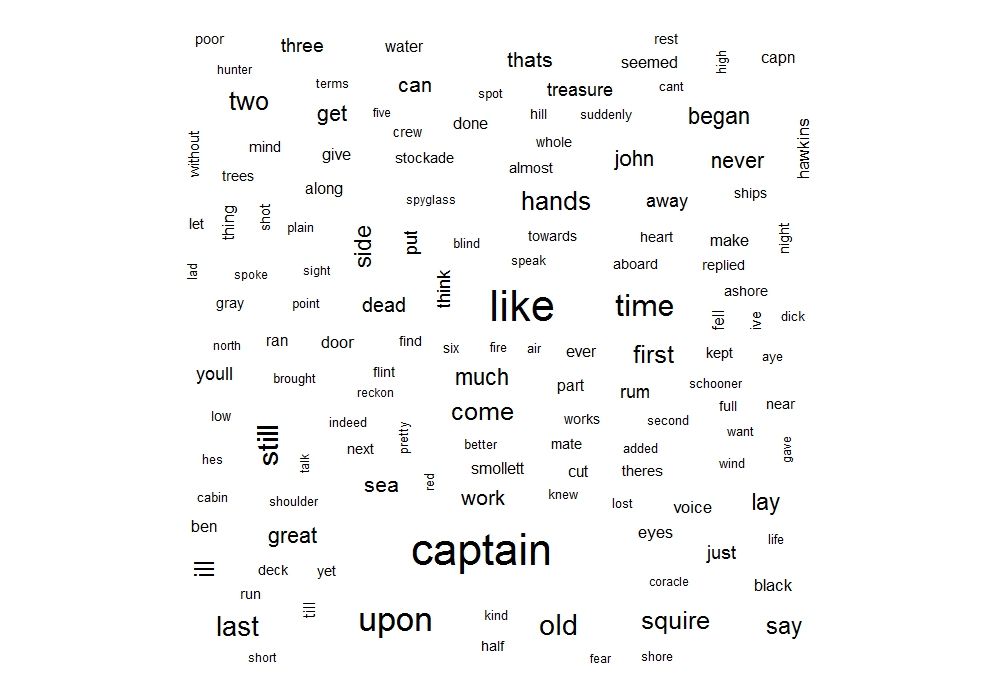 poor
three
water
rest
thats
seemed
high
capn
hunter
terms
can
spot
treasure
cant
two
get
five
done
hill
suddenly
began
crew
whole
without
mind
give
stockade
almost
john
never
hawkins
trees
along
spyglass
hands
away
ships
let
thing
shot
plain
side
put
blind
towards
heart
make
night
lad
spoke
sight
speak
aboard
replied
think
gray
point
dead
like
time
ashore
fell
ive
dick
north
ran
door
find
six
fire
air
ever
first
kept
aye
youll
brought
flint
reckon
much
part
rum
schooner
low
indeed
come
works
second
full
near
still
next
pretty
better
mate
added
want
gave
hes
talk
smollett
cut
theres
wind
sea
red
cabin
shoulder
work
knew
lost
voice
lay
ben
great
captain
eyes
just
life
ill
deck
yet
coracle
black
run
till
last
upon
kind
old
squire
say
half
short
fear
shore